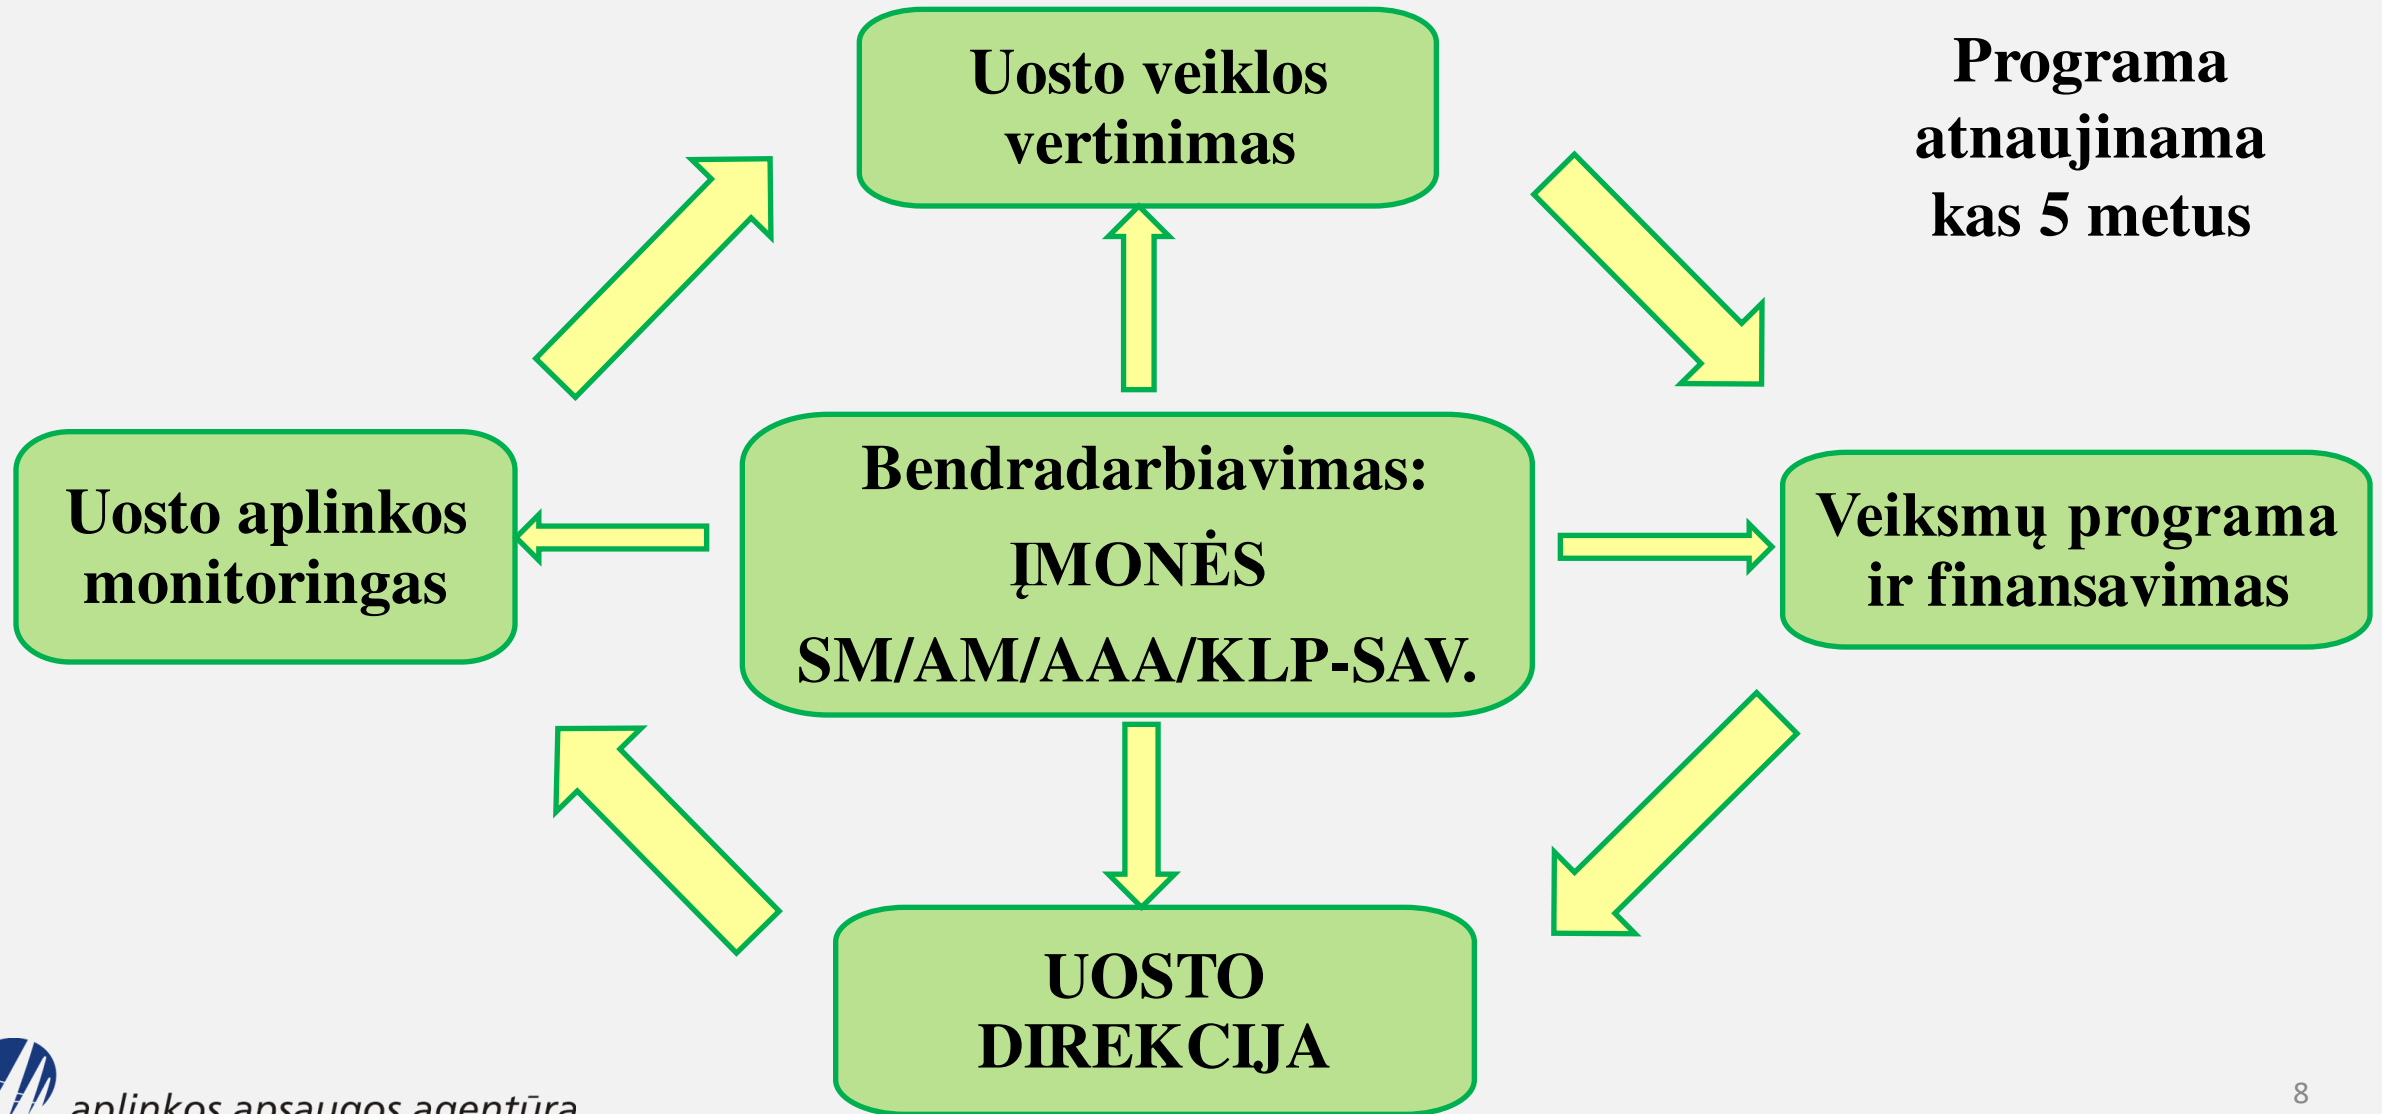 Uosto veiklos
vertinimas
Programa
atnaujinama
kas 5 metus
Uosto aplinkos
monitoringas
Bendradarbiavimas:
ĮMONĖS
SM/AM/AAA/KLP-SAV.
Veiksmų programa
ir finansavimas
UOSTO
DIREKCIJA
aplinkos apsaugos agentūra
8